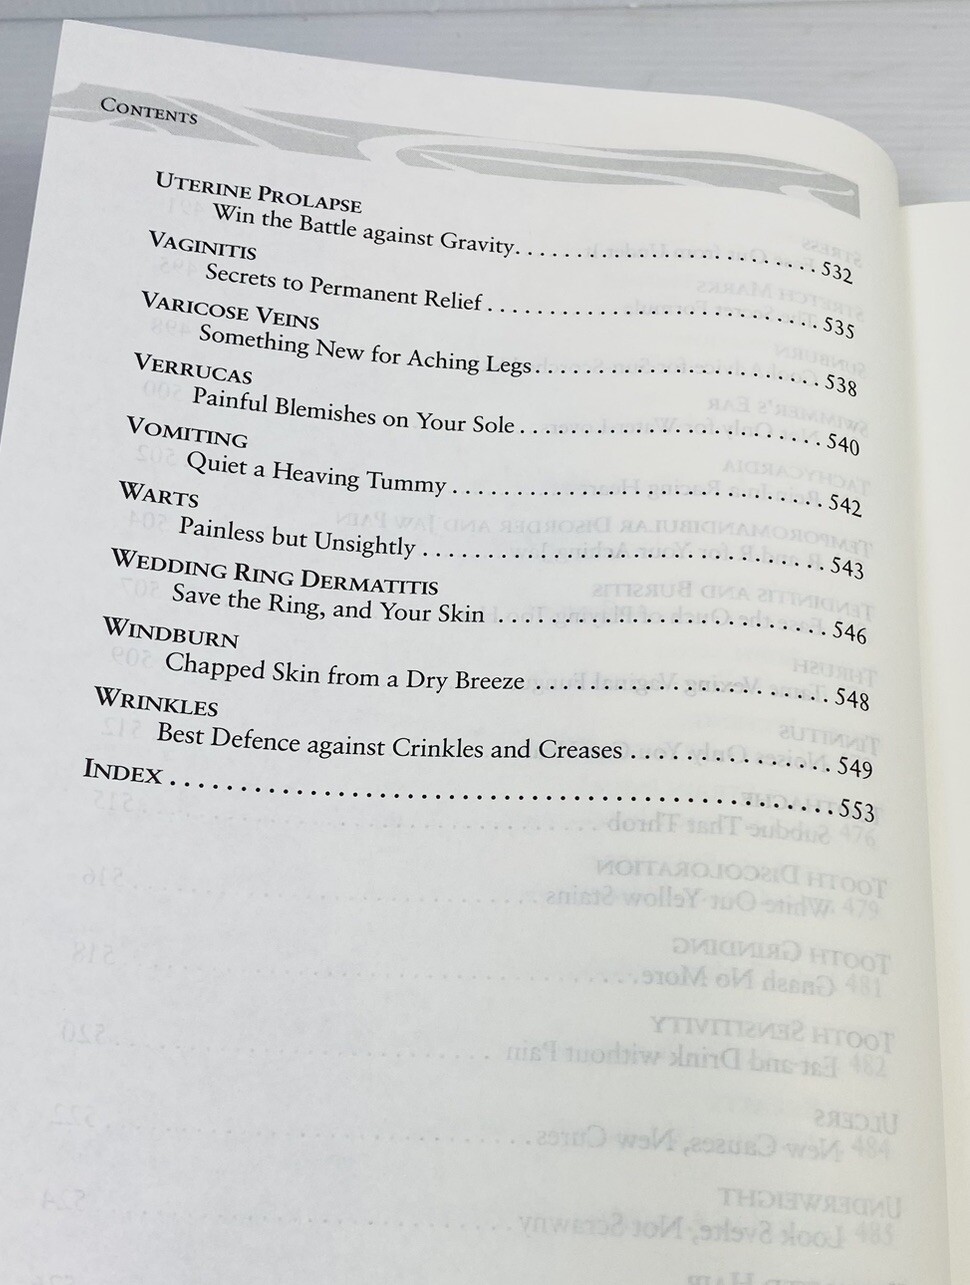 CONTENTS
UTERINE PROLAPSE
Win the Battle against Gravity. . . . . . . . . . . . . . . . . . . . . . . . . 532
VAGINITIS
Secrets to Permanent Relief . . . . . . . . . . . . . . . . . . . . . . . . . . . . 535
VARICOSE VEINS
Something New for Aching Legs. . . . . . . . . . . . . . . . . . . . . . . . 538
VERRUCAS
Painful Blemishes on Your Sole . . . . . . . . . . . . . . . . . . . . . . . . . 540
VOMITING
Quiet a Heaving Tummy . . . . . . . . . . . . . . . . . . . . . . . . . . . . . . 542
WARTS
Painless but Unsightly . . . . . . . . . . . . . . . . . . . . . . . . . . . . . . . . 543
WEDDING RING DERMATITIS
Save the Ring, and Your Skin . . . . . . . . . . . . . . . . . . . . . . . . . . 546
WINDBURN
Chapped Skin from a Dry Breeze . . . . . . . . . . . . . . . . . . . . . . . 548
WRINKLES
Best Defence against Crinkles and Creases . . . . . . . . . . . . . . . . 549
INDEX . . . . . . . . . . . . . . . . . . . . . . . . . . . . . . . . . . . . . . . . . . . . . . 553